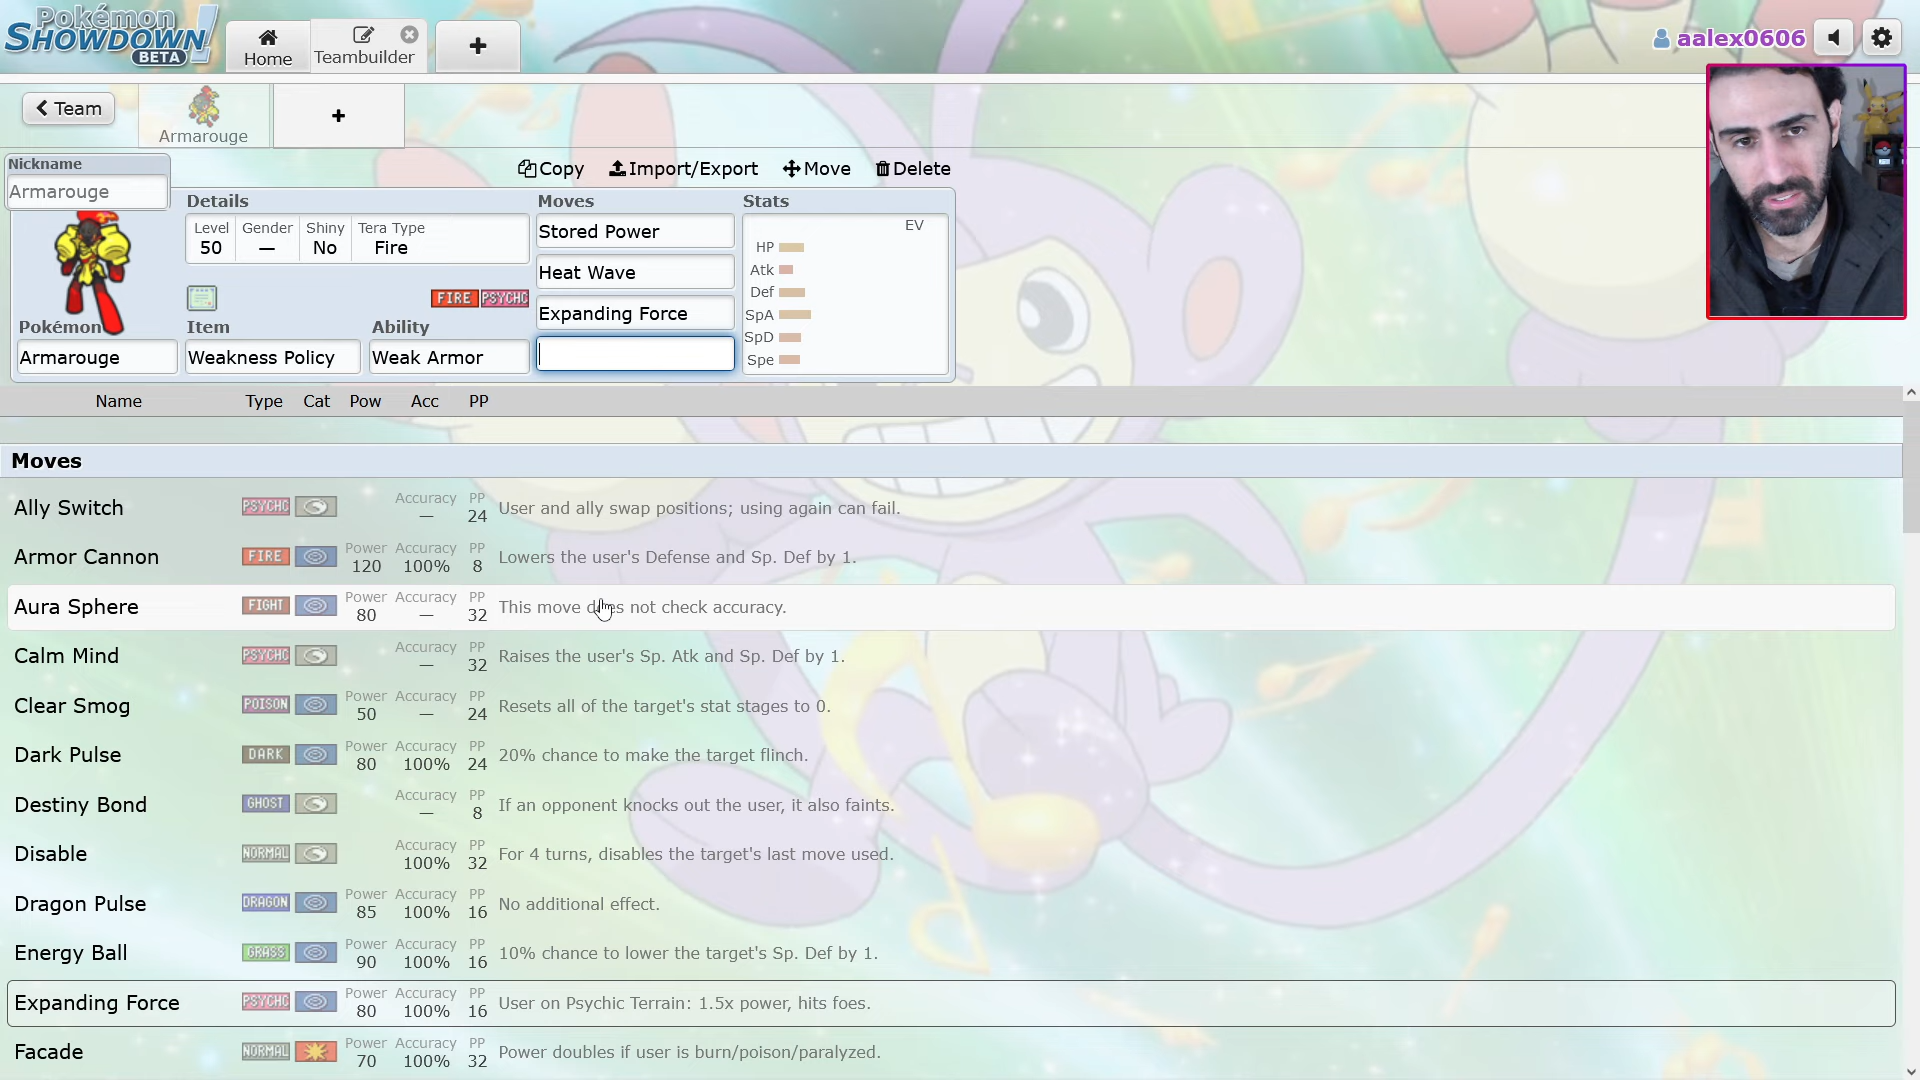 Pokémon
SHOWDOWN!
BETA
Home
Teambuilder
+
aalex0606
Team
Armarouge
+
Nickname
Armarouge
Copy
Import/Export
Move
Delete
Details
Level
50
Gender
—
Shiny
No
Tera Type
Fire
FIRE PSYCHC
Pokémon
Armarouge
Item
Weakness Policy
Ability
Weak Armor
Moves
Stored Power
Heat Wave
Expanding Force
Stats
EV
HP
Atk
Def
SpA
SpD
Spe
Name Type Cat Pow Acc PP
Moves
Ally Switch PSYCHC Accuracy — PP 24 User and ally swap positions; using again can fail.
Armor Cannon FIRE Power 120 Accuracy 100% PP 8 Lowers the user's Defense and Sp. Def by 1.
Aura Sphere FIGHT Power 80 Accuracy — PP 32 This move does not check accuracy.
Calm Mind PSYCHC Accuracy — PP 32 Raises the user's Sp. Atk and Sp. Def by 1.
Clear Smog POISON Power 50 Accuracy — PP 24 Resets all of the target's stat stages to 0.
Dark Pulse DARK Power 80 Accuracy 100% PP 24 20% chance to make the target flinch.
Destiny Bond GHOST Accuracy — PP 8 If an opponent knocks out the user, it also faints.
Disable NORMAL Accuracy 100% PP 32 For 4 turns, disables the target's last move used.
Dragon Pulse DRAGON Power 85 Accuracy 100% PP 16 No additional effect.
Energy Ball GRASS Power 90 Accuracy 100% PP 16 10% chance to lower the target's Sp. Def by 1.
Expanding Force PSYCHC Power 80 Accuracy 100% PP 16 User on Psychic Terrain: 1.5x power, hits foes.
Facade NORMAL Power 70 Accuracy 100% PP 32 Power doubles if user is burn/poison/paralyzed.